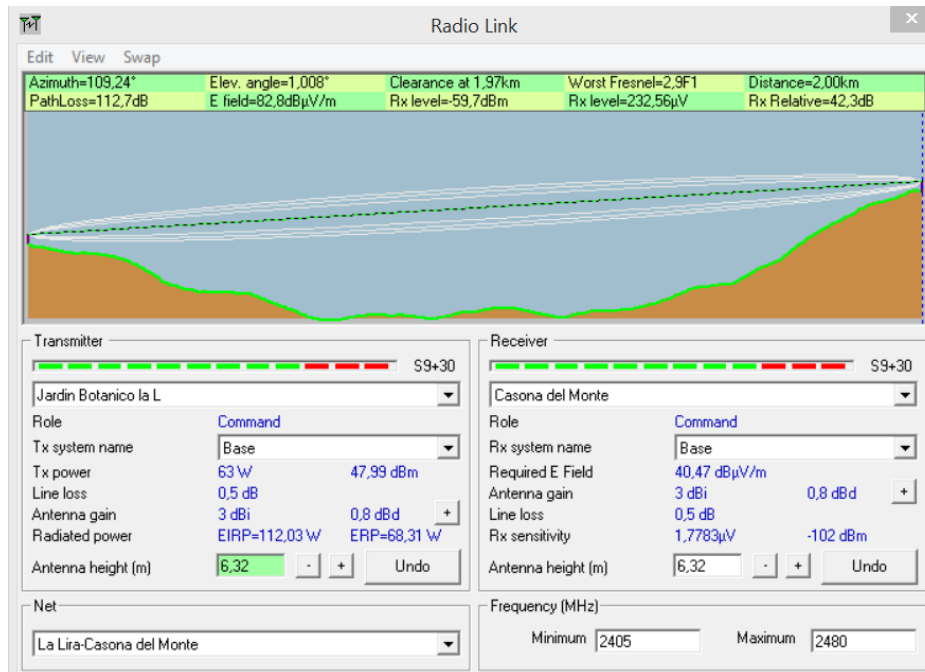 Radio Link
Edit View Swap
Azimuth=109,24° Elev. angle=1,008° Clearance at 1,97km Worst Fresnel=2,9F1 Distance=2,00km
PathLoss=112,7dB E field=82,8dBµV/m Rx level=-59,7dBm Rx level=232,56µV Rx Relative=42,3dB
Transmitter
S9+30
Jardin Botanico la L
Role Command
Tx system name Base
Tx power 63 W 47,99 dBm
Line loss 0,5 dB
Antenna gain 3 dBi 0,8 dBd +
Radiated power EIRP=112,03 W ERP=68,31 W
Antenna height (m) 6,32 - + Undo
Net
La Lira-Casona del Monte
Receiver
S9+30
Casona del Monte
Role Command
Rx system name Base
Required E Field 40,47 dBµV/m
Antenna gain 3 dBi 0,8 dBd +
Line loss 0,5 dB
Rx sensitivity 1,7783µV -102 dBm
Antenna height (m) 6,32 - + Undo
Frequency (MHz)
Minimum 2405 Maximum 2480